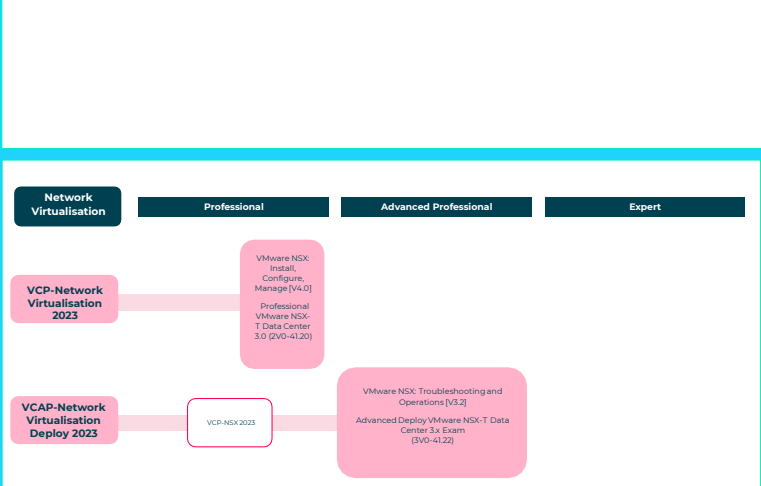 Network
Virtualisation
Professional
Advanced Professional
Expert
VCP-Network
Virtualisation
2023
VMware NSX:
Install,
Configure,
Manage [V4.0]
Professional
VMware NSX-
T Data Center
3.0 (2V0-41.20)
VCAP-Network
Virtualisation
Deploy 2023
VCP-NSX 2023
VMware NSX: Troubleshooting and
Operations [V3.2]
Advanced Deploy VMware NSX-T Data
Center 3.x Exam
(3V0-41.22)